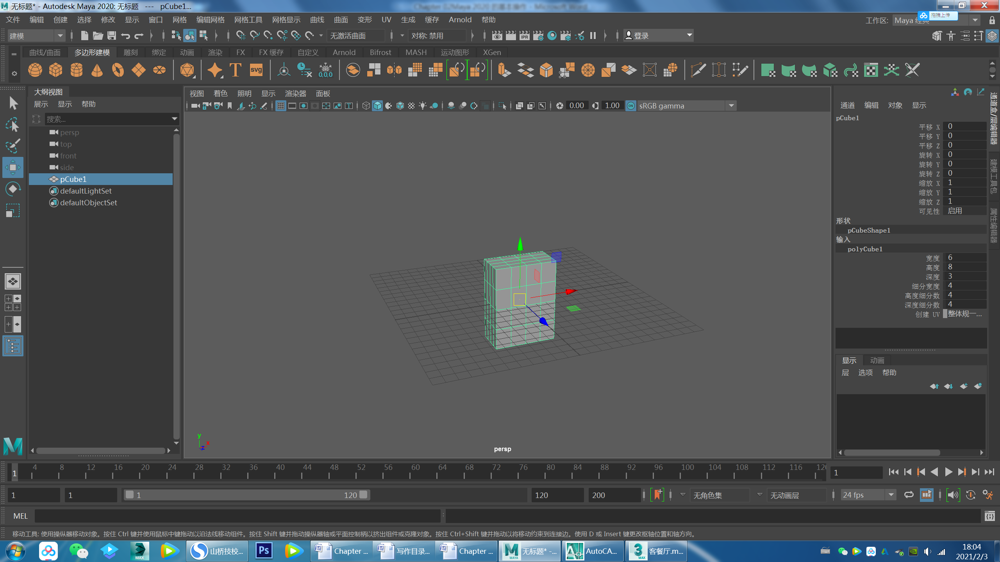 无标题* - Autodesk Maya 2020: 无标题 --- pCube1...
文件 编辑 创建 选择 修改 显示 窗口 网格 编辑网格 网格工具 网格显示 曲线 曲面 变形 UV 生成 缓存 Arnold 帮助
工作区: Maya 经典
拖拽上传
建模 无激活曲面 对称: 禁用 IPR 登录
曲线/曲面 多边形建模 雕刻 绑定 动画 渲染 FX FX 缓存 自定义 Arnold Bifrost MASH 运动图形 XGen
T svg 0,0,0
大纲视图
展示 显示 帮助
搜索...
persp
top
front
side
pCube1
defaultLightSet
defaultObjectSet
视图 着色 照明 显示 渲染器 面板
0.00 1.00 ON sRGB gamma
y
x
z
persp
通道 编辑 对象 显示
pCube1
平移 X 0
平移 Y 0
平移 Z 0
旋转 X 0
旋转 Y 0
旋转 Z 0
缩放 X 1
缩放 Y 1
缩放 Z 1
可见性 启用
形状
pCubeShape1
输入
polyCube1
宽度 6
高度 8
深度 3
细分宽度 4
高度细分数 4
深度细分数 4
创建 UV 整体规一...
通道盒/层编辑器
建模工具包
属性编辑器
显示 动画
层 选项 帮助
1 4 8 12 16 20 24 28 32 36 40 44 48 52 56 60 64 68 72 76 80 84 88 92 96 100 104 108 112 116 120 1
1 1 1 120 120 200 无角色集 无动画层 24 fps
MEL
移动工具: 使用操纵器移动对象。按住 Ctrl 键并使用鼠标中键拖动以沿法线移动组件。按住 Shift 键并拖动操纵器轴或平面控制柄以挤出组件或克隆对象。按住 Ctrl+Shift 键并拖动以将移动约束到连接边。使用 D 或 Insert 键更改枢轴位置和轴方向。
MAX 山桥技校... Ps Chapter ... 写作目录... Chapter ... MAYA 无标题* -... AutoCA... 3 MAX 客餐厅.m...
18:04
2021/2/3